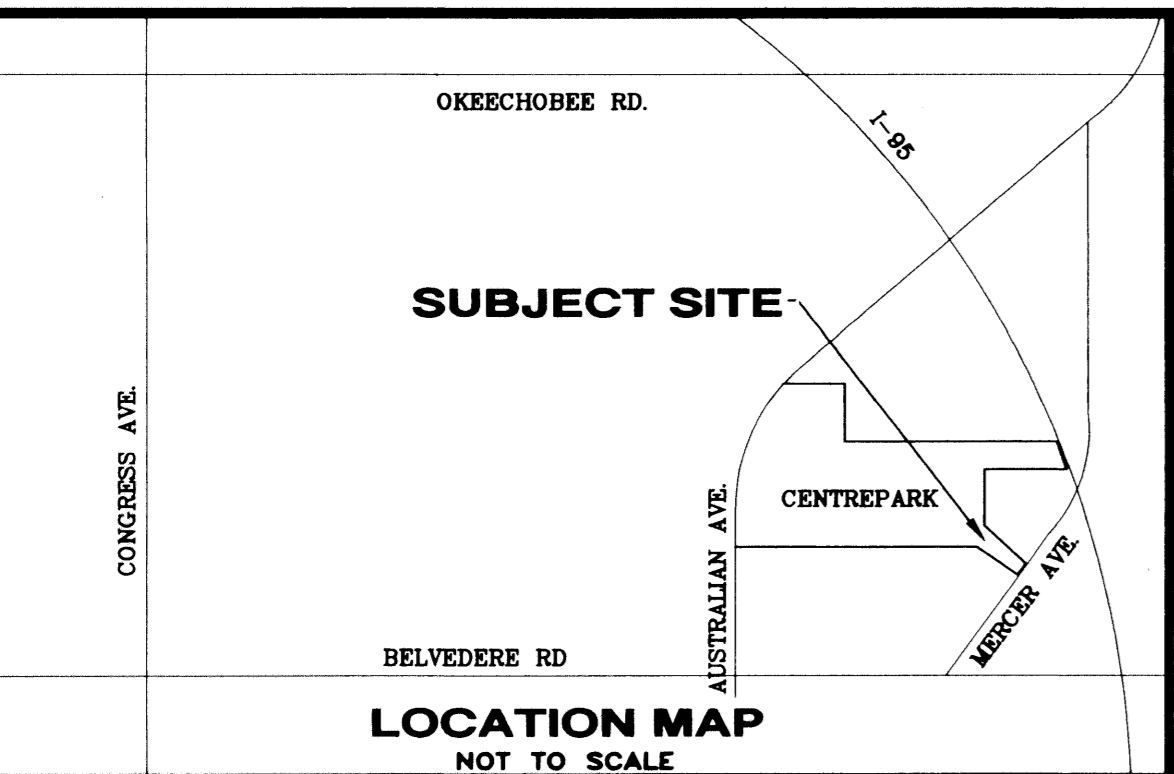 OKEECHOBEE RD.
I-95
SUBJECT SITE
CONGRESS AVE.
AUSTRALIAN AVE.
CENTREPARK
MERCER AVE.
BELVEDERE RD
LOCATION MAP
NOT TO SCALE